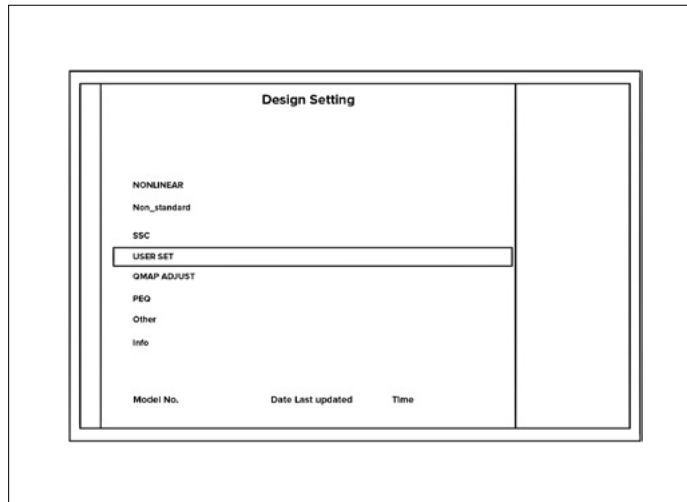 Design Setting
NONLINEAR
Non_standard
SSC
USER SET
QMAP ADJUST
PEQ
Other
Info
Model No. Date Last updated Time